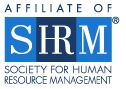 AFFILIATE OF
SHRM®
SOCIETY FOR HUMAN
RESOURCE MANAGEMENT